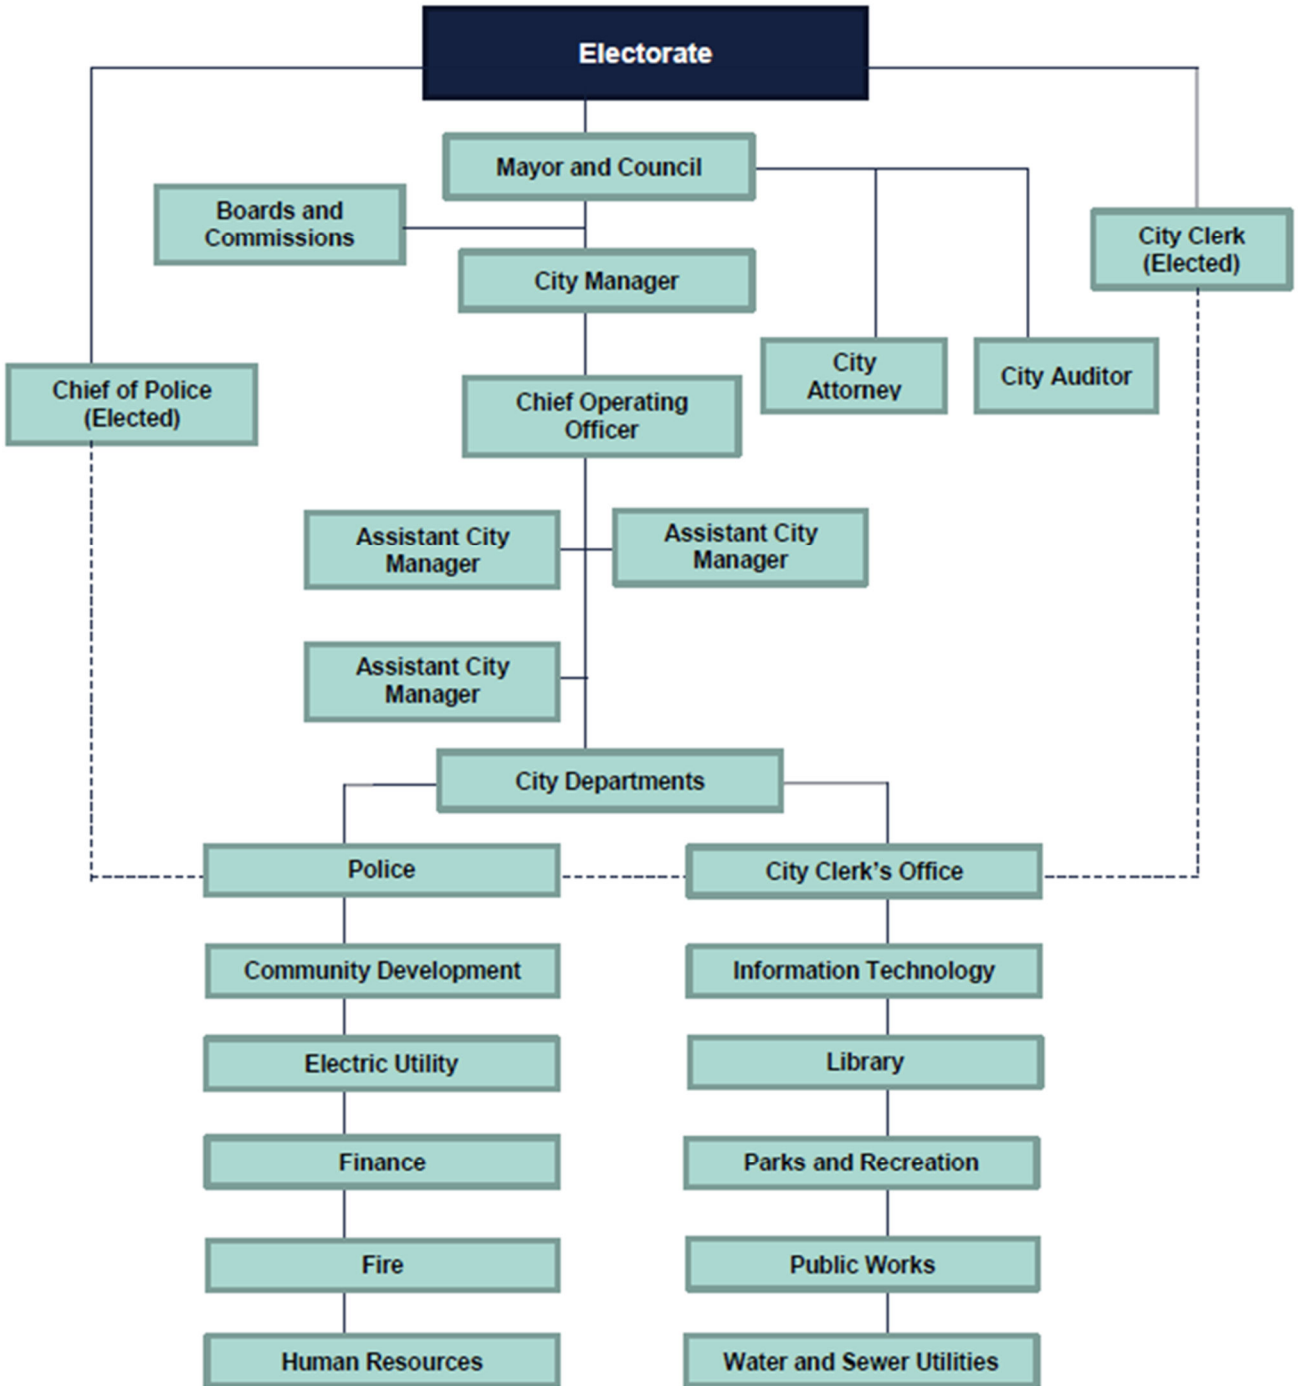 Electorate
Mayor and Council
Boards and
Commissions
City Manager
City Clerk
(Elected)
City
Attorney
City Auditor
Chief of Police
(Elected)
Chief Operating
Officer
Assistant City
Manager
Assistant City
Manager
Assistant City
Manager
City Departments
Police
City Clerk's Office
Community Development
Information Technology
Electric Utility
Library
Finance
Parks and Recreation
Fire
Public Works
Human Resources
Water and Sewer Utilities